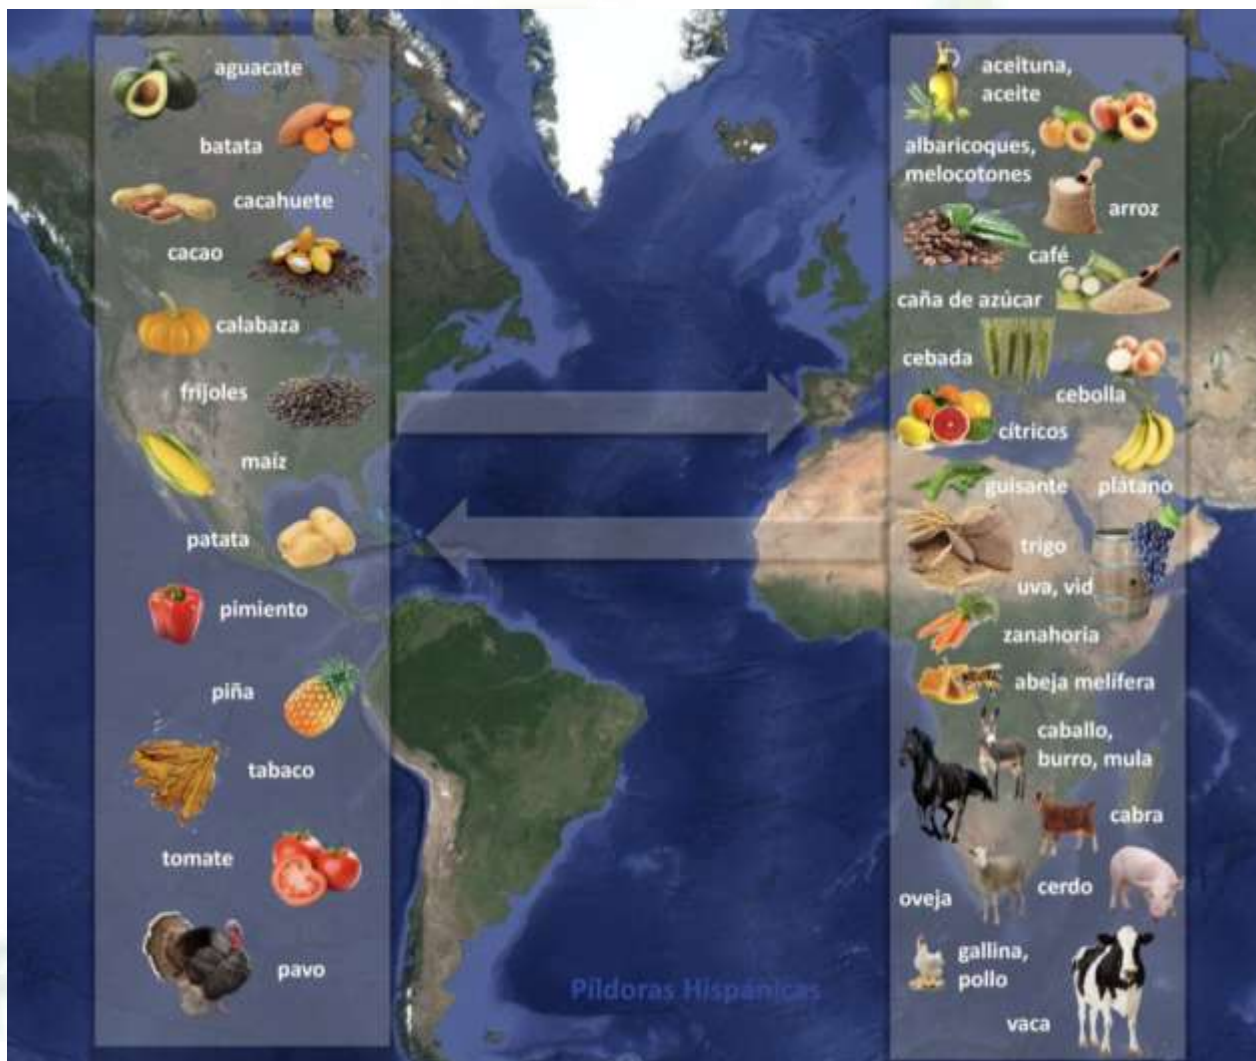 aguacate
batata
cacahuete
cacao
calabaza
frijoles
maíz
patata
pimiento
piña
tabaco
tomate
pavo
aceituna,
aceite
albaricoques,
melocotones
arroz
café
caña de azúcar
cebada
cebolla
cítricos
guisante
plátano
trigo
uva, vid
zanahoria
abeja melífera
caballo,
burro, mula
cabra
cerdo
oveja
gallina,
pollo
vaca
Píldoras Hispánicas